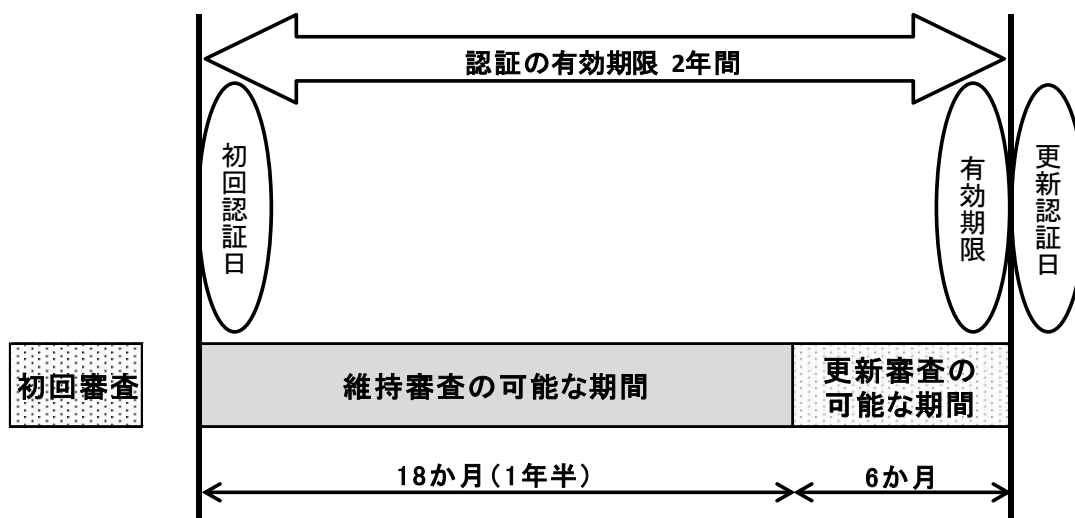 認証の有効期限 2年間
初回認証日
有効期限
更新認証日
初回審査
維持審査の可能な期間
更新審査の
可能な期間
18か月(1年半)
6か月